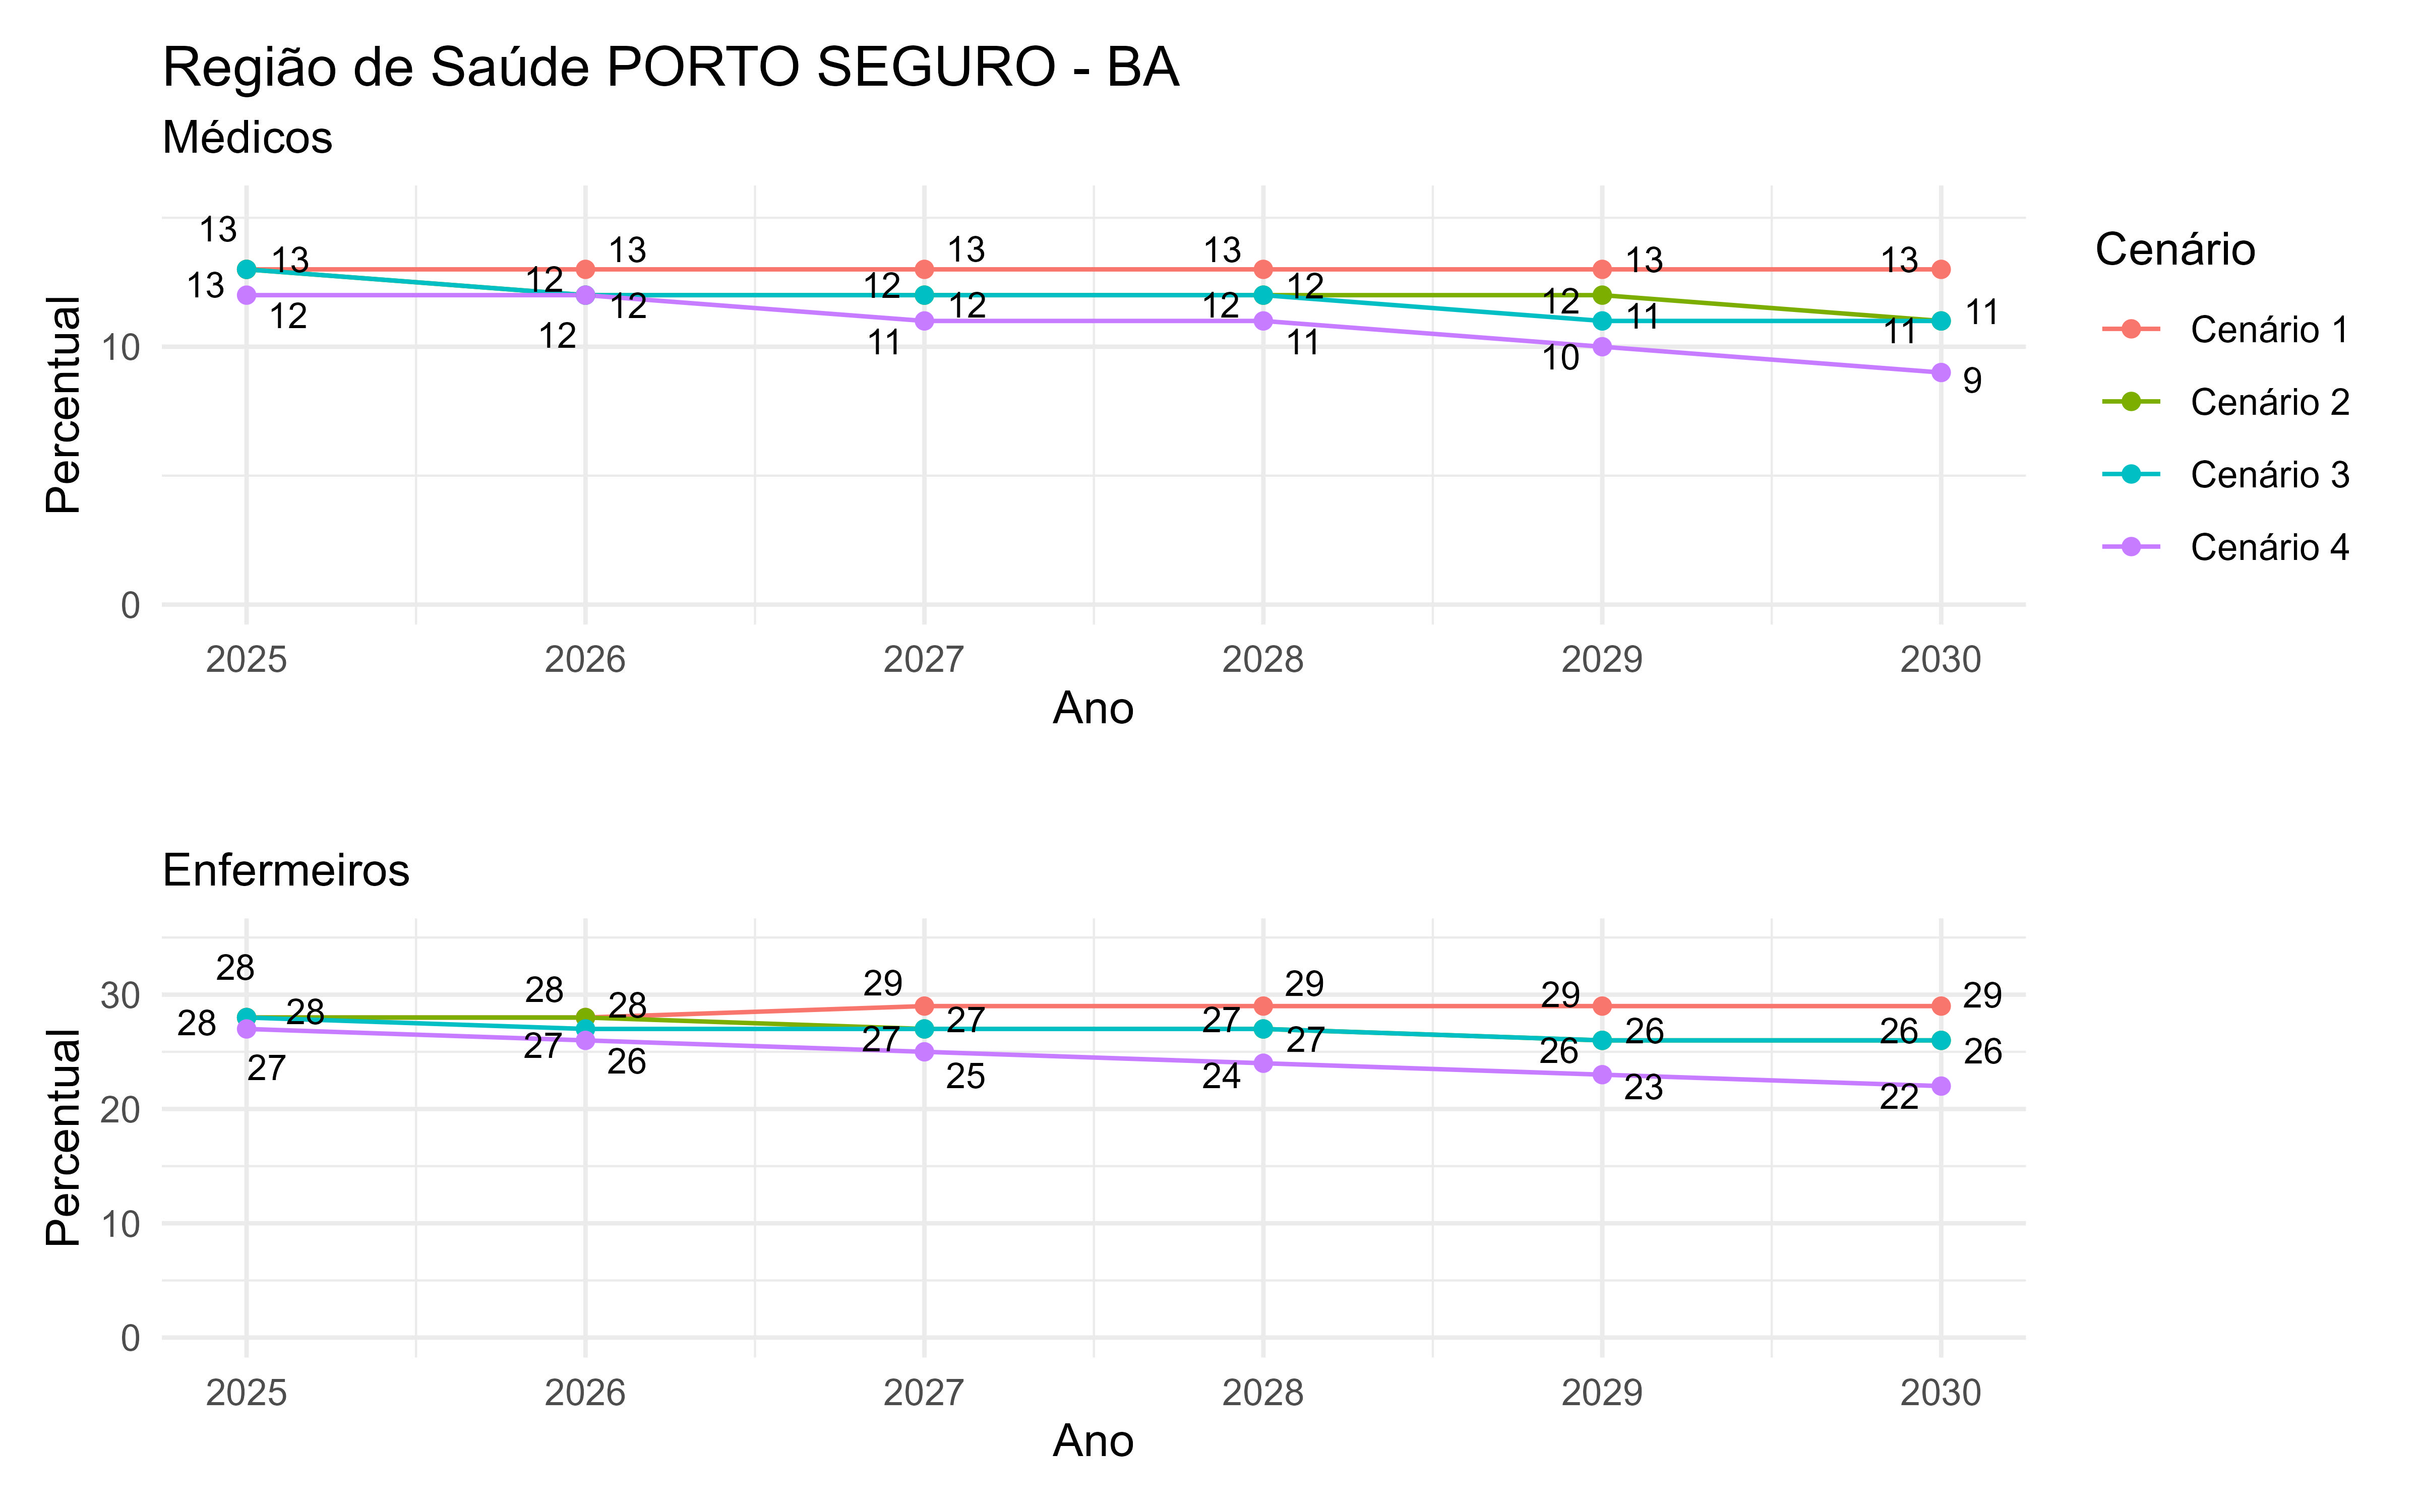 Região de Saúde PORTO SEGURO - BA
Médicos
13 13 13 13 13 13
13
13 12 12 12 12 11 11
12 12 12 12 11
12 11 11 10 9
Percentual
10
0
2025 2026 2027 2028 2029 2030
Ano
Cenário
Cenário 1
Cenário 2
Cenário 3
Cenário 4
Enfermeiros
28 28 29 29 29 29
28 28 28 27 27 26 26
27 27 27 26 26
27 26 25 24 23 22
Percentual
30
20
10
0
2025 2026 2027 2028 2029 2030
Ano